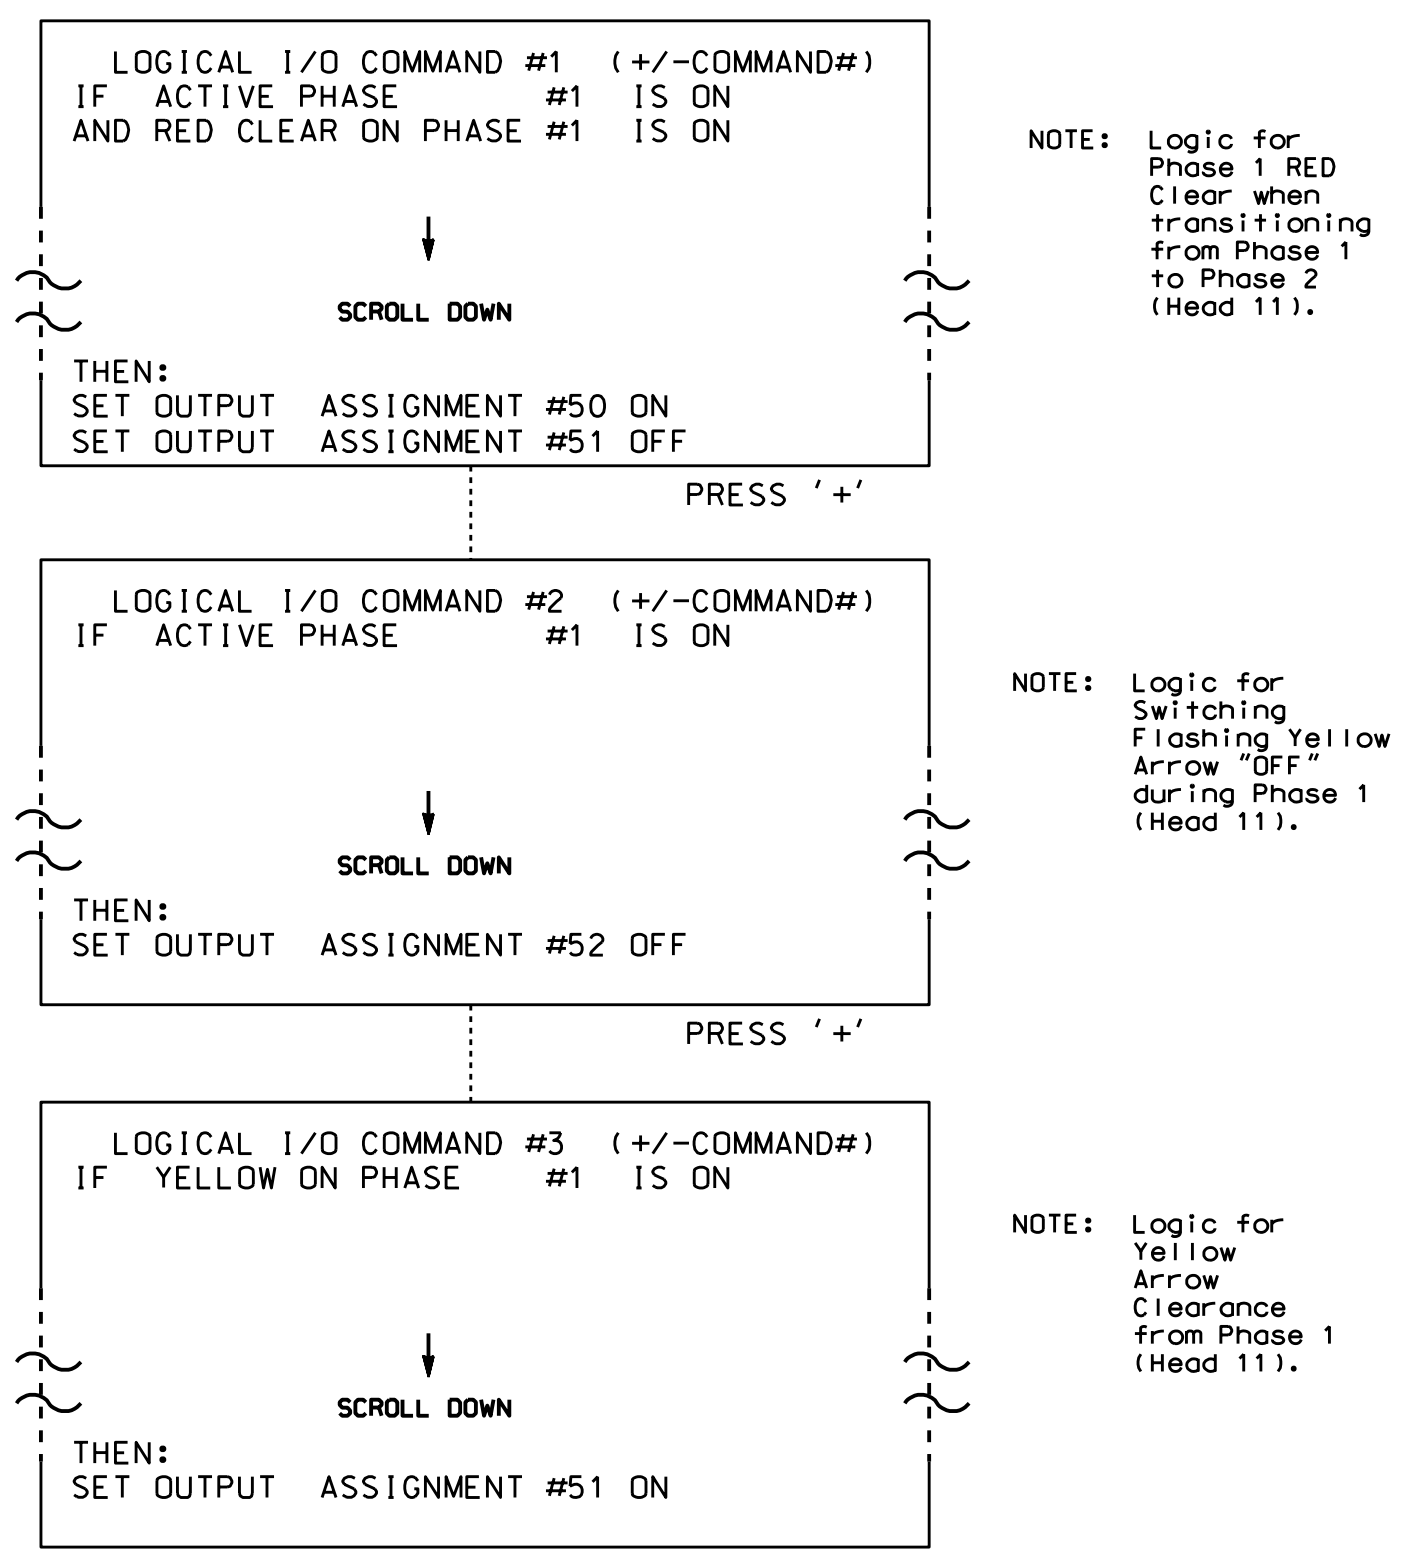 LOGICAL I/O COMMAND #1 (+/-COMMAND#)
IF ACTIVE PHASE #1 IS ON
AND RED CLEAR ON PHASE #1 IS ON
SCROLL DOWN
THEN:
SET OUTPUT ASSIGNMENT #50 ON
SET OUTPUT ASSIGNMENT #51 OFF
NOTE: Logic for
Phase 1 RED
Clear when
transitioning
from Phase 1
to Phase 2
(Head 11).
PRESS '+'
LOGICAL I/O COMMAND #2 (+/-COMMAND#)
IF ACTIVE PHASE #1 IS ON
SCROLL DOWN
THEN:
SET OUTPUT ASSIGNMENT #52 OFF
NOTE: Logic for
Switching
Flashing Yellow
Arrow "OFF"
during Phase 1
(Head 11).
PRESS '+'
LOGICAL I/O COMMAND #3 (+/-COMMAND#)
IF YELLOW ON PHASE #1 IS ON
SCROLL DOWN
THEN:
SET OUTPUT ASSIGNMENT #51 ON
NOTE: Logic for
Yellow
Arrow
Clearance
from Phase 1
(Head 11).